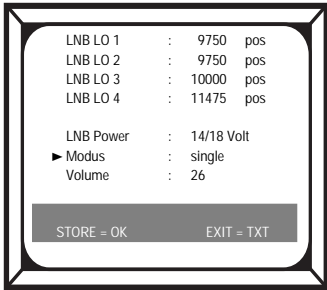 LNB LO 1 : 9750 pos
LNB LO 2 : 9750 pos
LNB LO 3 : 10000 pos
LNB LO 4 : 11475 pos
LNB Power : 14/18 Volt
►Modus : single
Volume : 26
STORE = OK EXIT = TXT